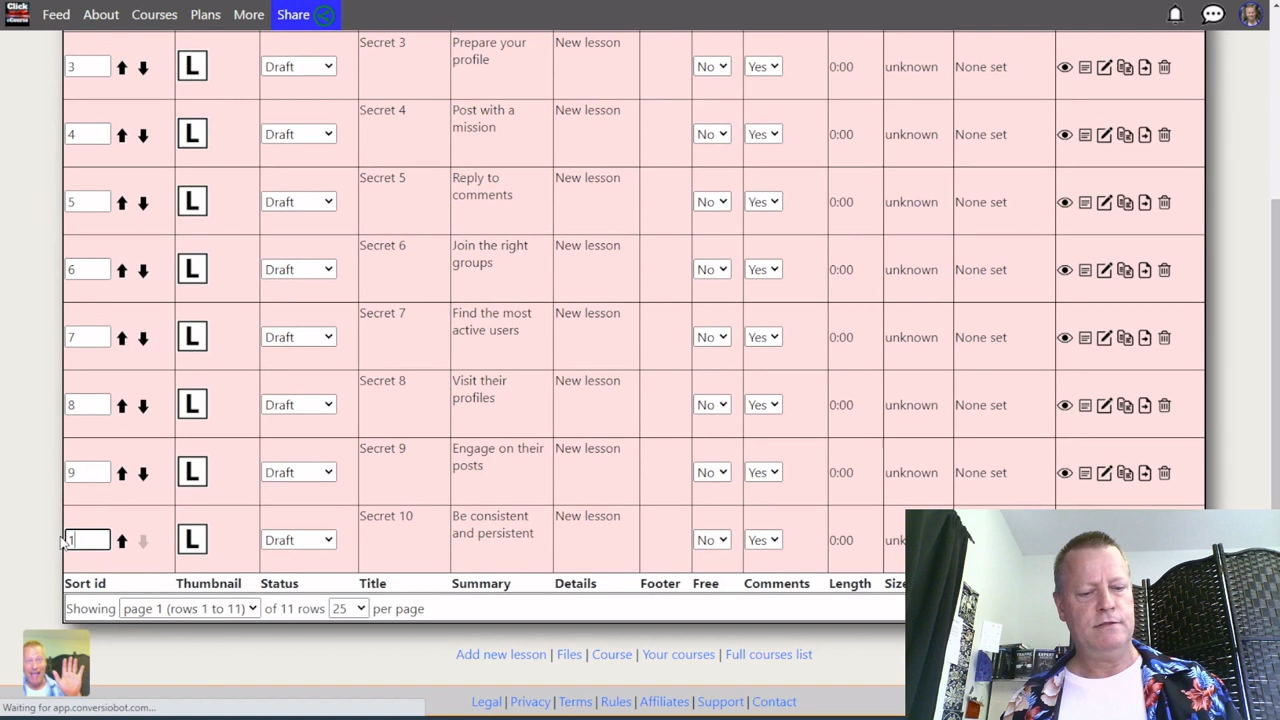 Click
eCourse
Feed
Courses
Plans
More
Share
3
L
Draft
Secret 3
Prepare your
profile
New lesson
No
Yes
0:00
unknown
None set
4
L
Draft
Secret 4
Post with a
mission
New lesson
No
Yes
0:00
unknown
None set
5
L
Draft
Secret 5
Reply to
comments
New lesson
No
Yes
0:00
unknown
None set
6
L
Draft
Secret 6
Join the right
groups
New lesson
No
Yes
0:00
unknown
None set
7
L
Draft
Secret 7
Find the most
active users
New lesson
No
Yes
0:00
unknown
None set
8
L
Draft
Secret 8
Visit their
profiles
New lesson
No
Yes
0:00
unknown
None set
9
L
Draft
Secret 9
Engage on their
posts
New lesson
No
Yes
0:00
unknown
None set
1
L
Draft
Secret 10
Be consistent
and persistent
New lesson
No
Yes
0:00
Sort id
Thumbnail
Status
Title
Summary
Details
Footer
Free
Comments
Length
Showing page 1 (rows 1 to 11) of 11 rows 25 per page
Add new lesson | Files | Course | Your courses | Full courses list
Legal | Privacy | Terms | Rules | Affiliates | Support | Contact
Waiting for app.conversiobot.com...